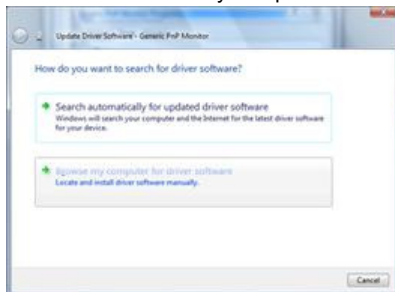 Update Driver Software - Generic PnP Monitor
How do you want to search for driver software?
Search automatically for updated driver software
Windows will search your computer and the Internet for the latest driver software
for your device.
Browse my computer for driver software
Locate and install driver software manually.
Cancel